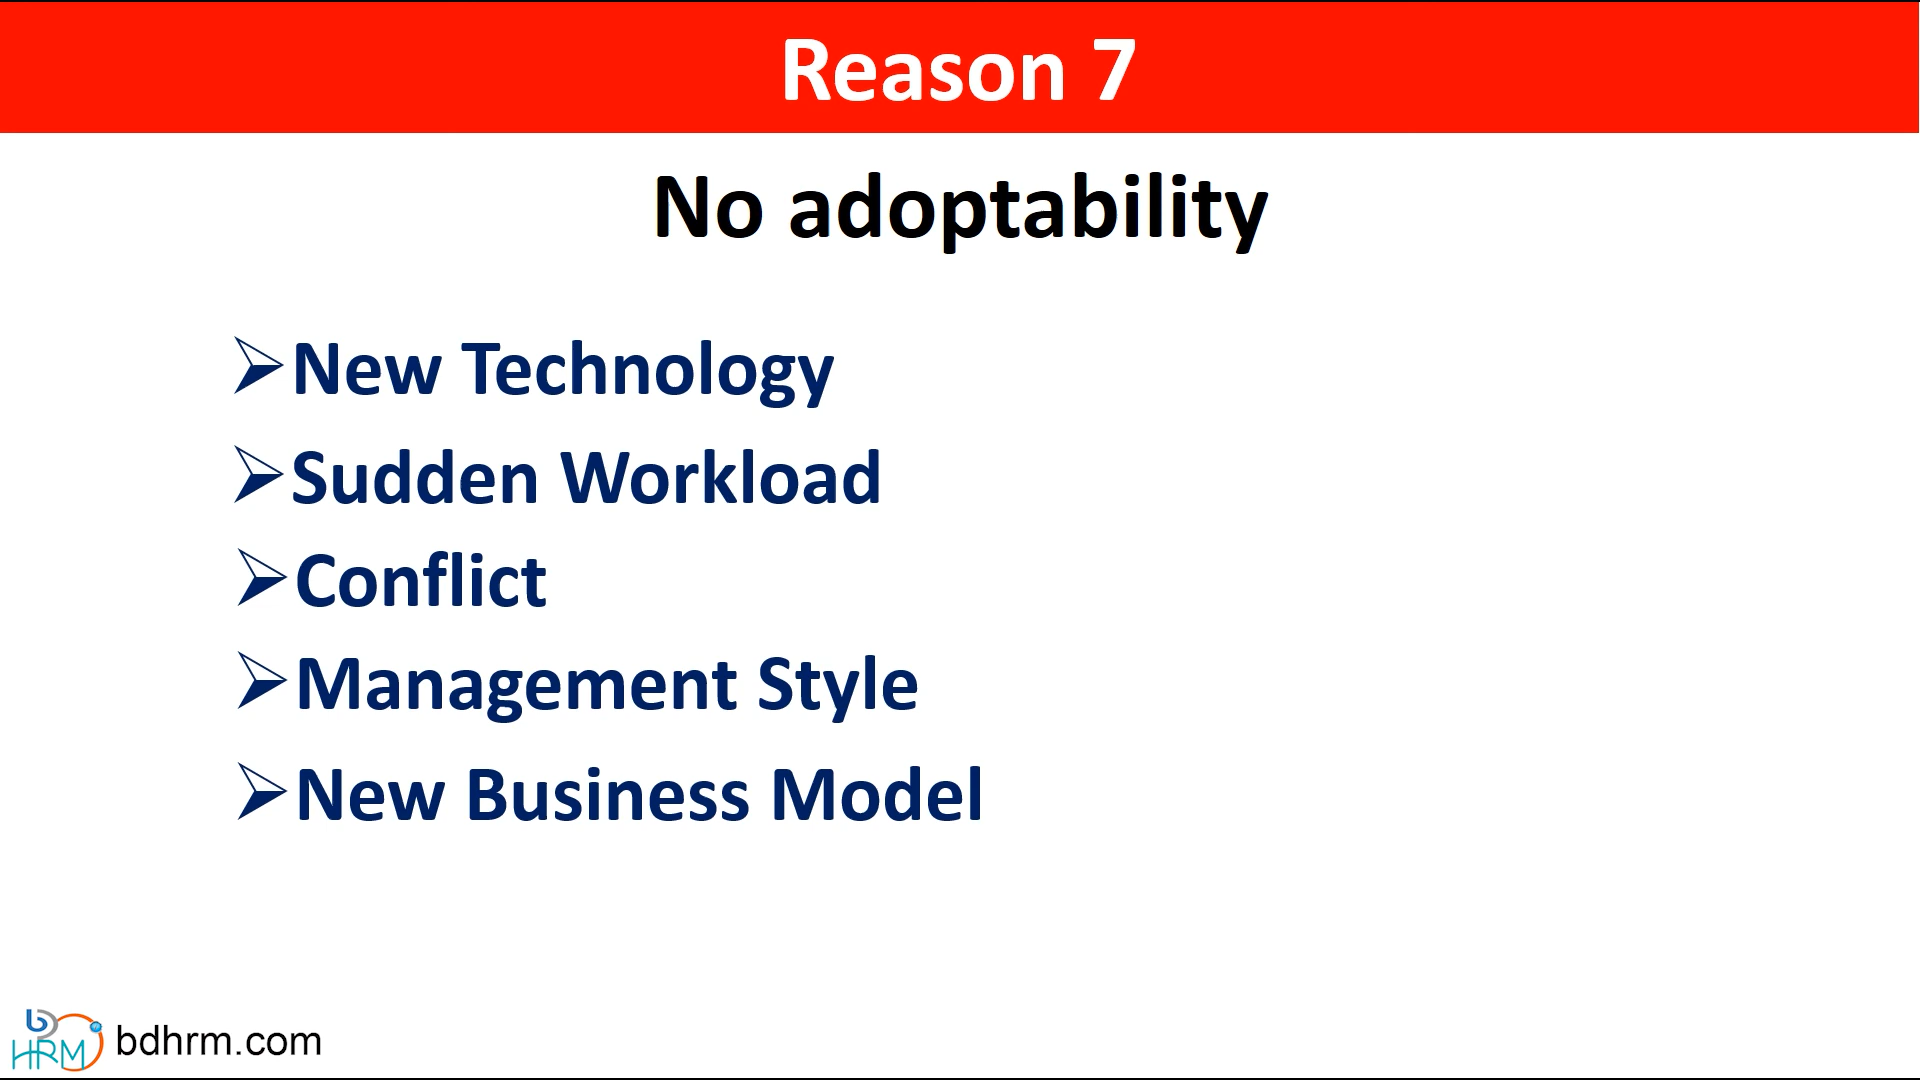 Reason 7
No adoptability
➢New Technology
➢Sudden Workload
➢Conflict
➢Management Style
➢New Business Model
b
HRM
bdhrm.com